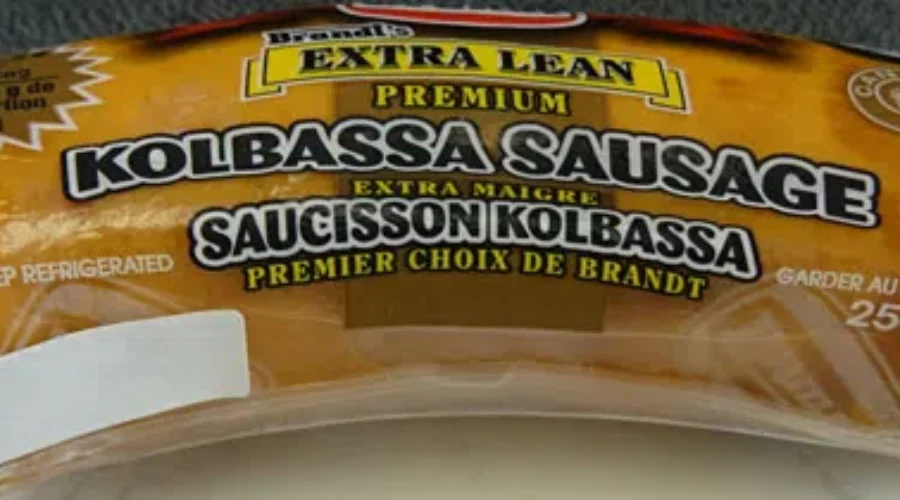 Brandt's
EXTRA LEAN
PREMIUM
KOLBASSA SAUSAGE
EXTRA MAIGRE
SAUCISSON KOLBASSA
PREMIER CHOIX DE BRANDT
g de
EP REFRIGERATED
GARDER AU
25